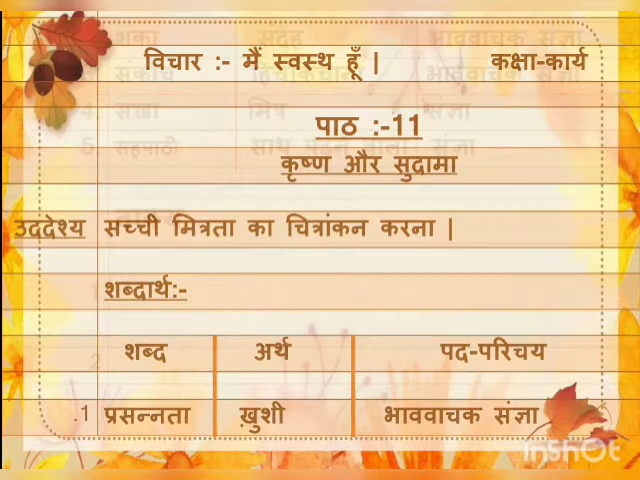 विचार :- मैं स्वस्थ हूँ | कक्षा-कार्य
पाठ :-11
कृष्ण और सुदामा
उददेश्य सच्ची मित्रता का चित्रांकन करना |
शब्दार्थ:-
शब्द अर्थ पद-परिचय
.1 प्रसन्नता ख़ुशी भाववाचक संज्ञा
InShOt